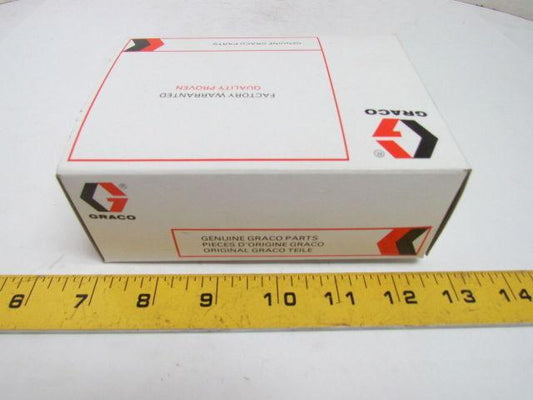 GENUINE GRACO PARTS
FACTORY WARRANTED
QUALITY PROVEN
GRACO
®
®
GRACO
GENUINE GRACO PARTS
PIECES D'ORIGINE GRACO
ORIGINAL GRACO TEILE
6 7 8 9 10 11 12 13 14